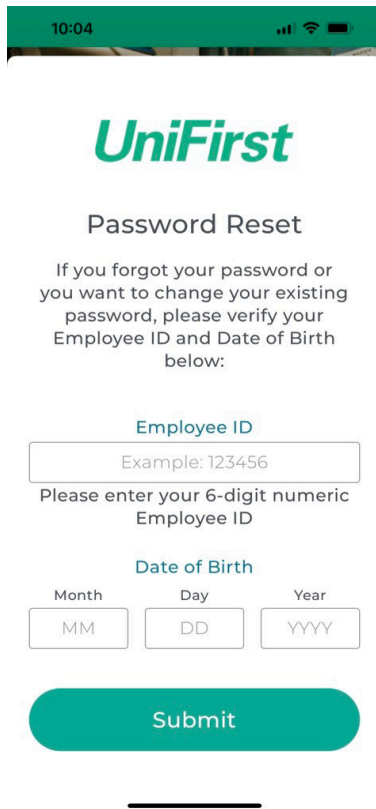 10:04
UniFirst
Password Reset
If you forgot your password or
you want to change your existing
password, please verify your
Employee ID and Date of Birth
below:
Employee ID
Example: 123456
Please enter your 6-digit numeric
Employee ID
Date of Birth
Month Day Year
MM DD YYYY
Submit